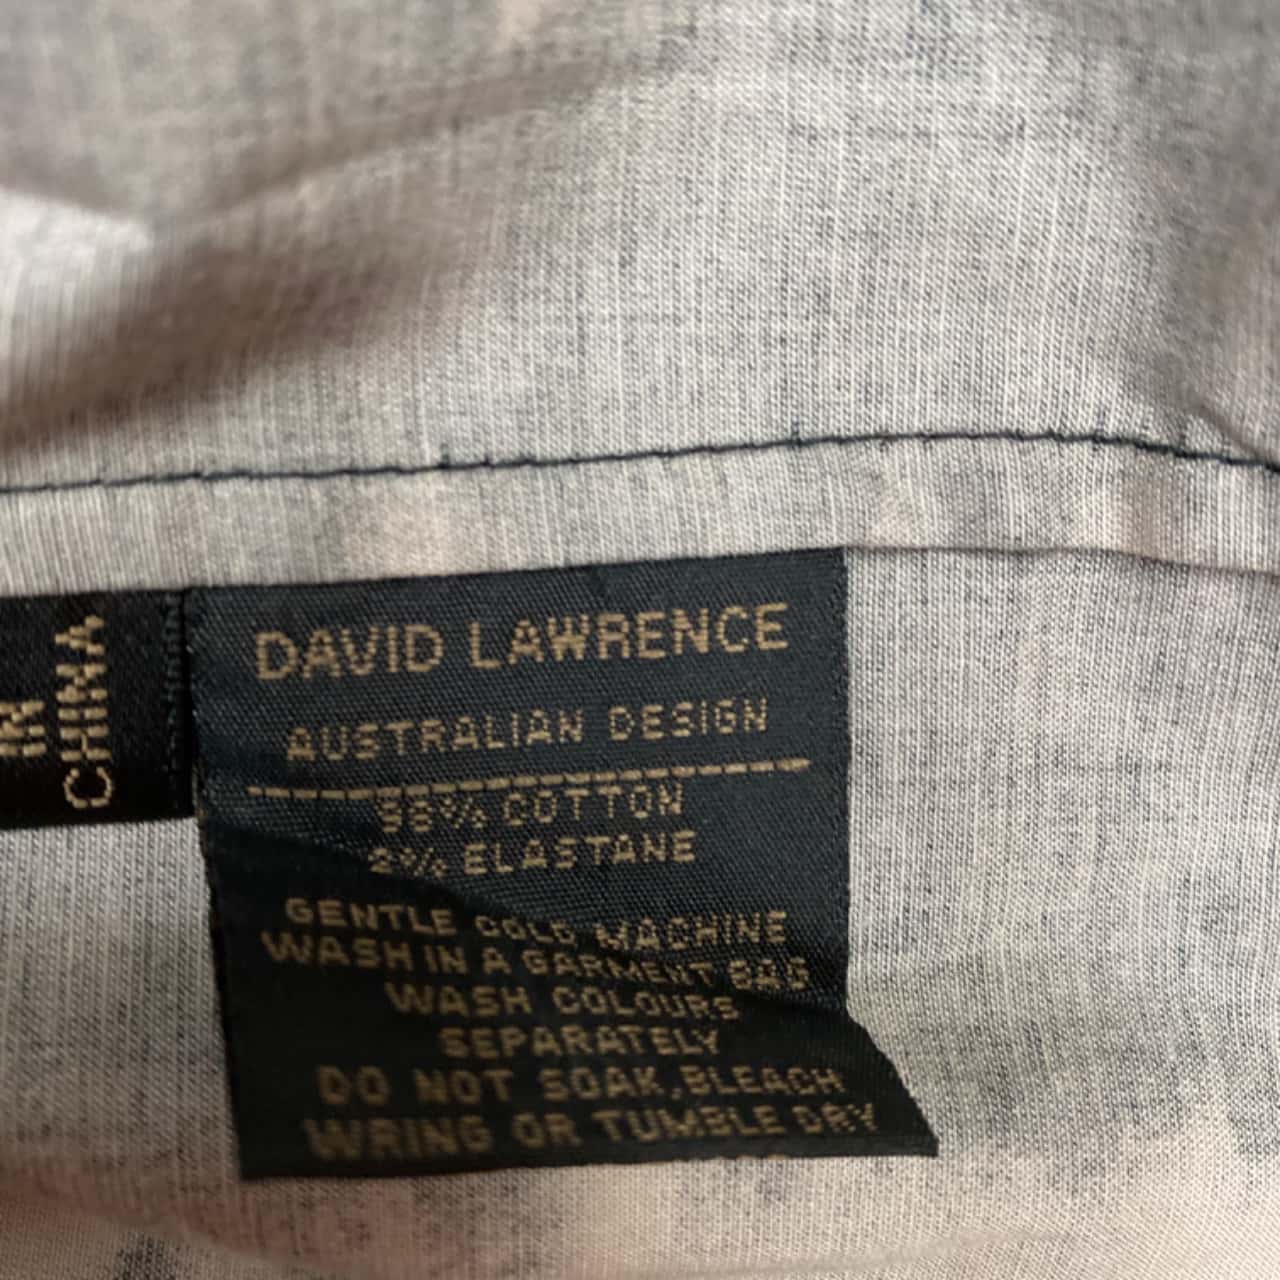 IN
CHINA
DAVID LAWRENCE
AUSTRALIAN DESIGN
98% COTTON
2% ELASTANE
GENTLE COLD MACHINE
WASH IN A GARMENT BAG
WASH COLOURS
SEPARATELY
DO NOT SOAK,BLEACH
WRING OR TUMBLE DRY